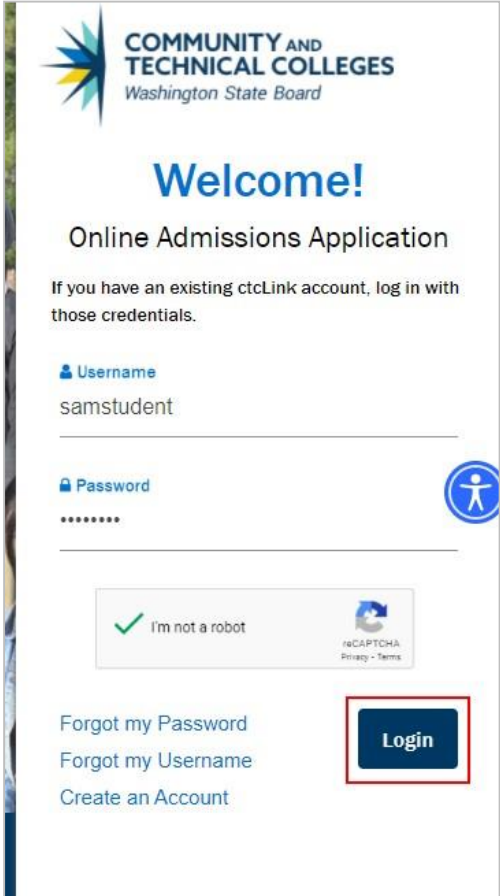 COMMUNITY AND
TECHNICAL COLLEGES
Washington State Board
Welcome!
Online Admissions Application
If you have an existing ctcLink account, log in with
those credentials.
Username
samstudent
Password
••••••••
I'm not a robot
reCAPTCHA
Privacy - Terms
Forgot my Password
Login
Forgot my Username
Create an Account